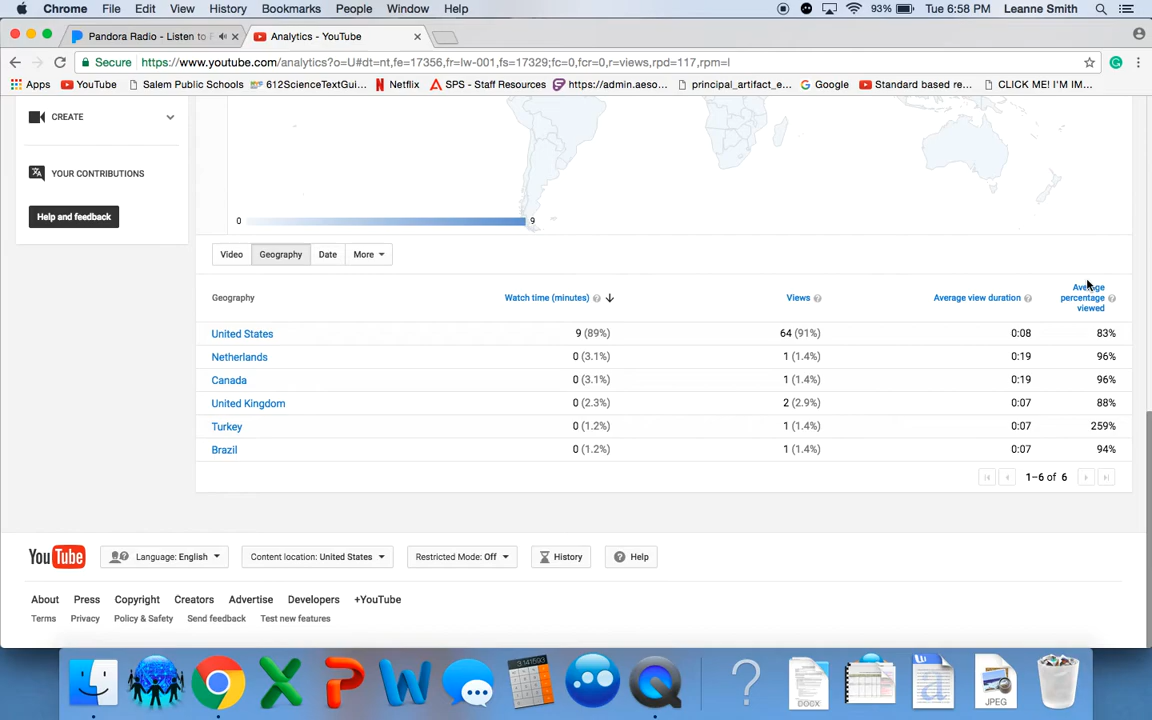 Chrome File Edit View History Bookmarks People Window Help 93% Tue 6:58 PM Leanne Smith
Pandora Radio - Listen to F Analytics - YouTube
Secure https://www.youtube.com/analytics?o=U#dt=nt,fe=17356,fr=lw-001,fs=17329;fc=0,fcr=0,r=views,rpd=117,rpm=l
Apps YouTube Salem Public Schools 612ScienceTextGui... Netflix SPS - Staff Resources https://admin.aeso... principal_artifact_e... Google Standard based re... CLICK ME! I'M IM...
CREATE
YOUR CONTRIBUTIONS
Help and feedback
0 9
Video Geography Date More
Geography Watch time (minutes) ? Views ? Average view duration ? Average percentage viewed ?
United States 9 (89%) 64 (91%) 0:08 83%
Netherlands 0 (3.1%) 1 (1.4%) 0:19 96%
Canada 0 (3.1%) 1 (1.4%) 0:19 96%
United Kingdom 0 (2.3%) 2 (2.9%) 0:07 88%
Turkey 0 (1.2%) 1 (1.4%) 0:07 259%
Brazil 0 (1.2%) 1 (1.4%) 0:07 94%
1–6 of 6
YouTube Language: English Content location: United States Restricted Mode: Off History Help
About Press Copyright Creators Advertise Developers +YouTube
Terms Privacy Policy & Safety Send feedback Test new features
3.141593
DOCX JPEG